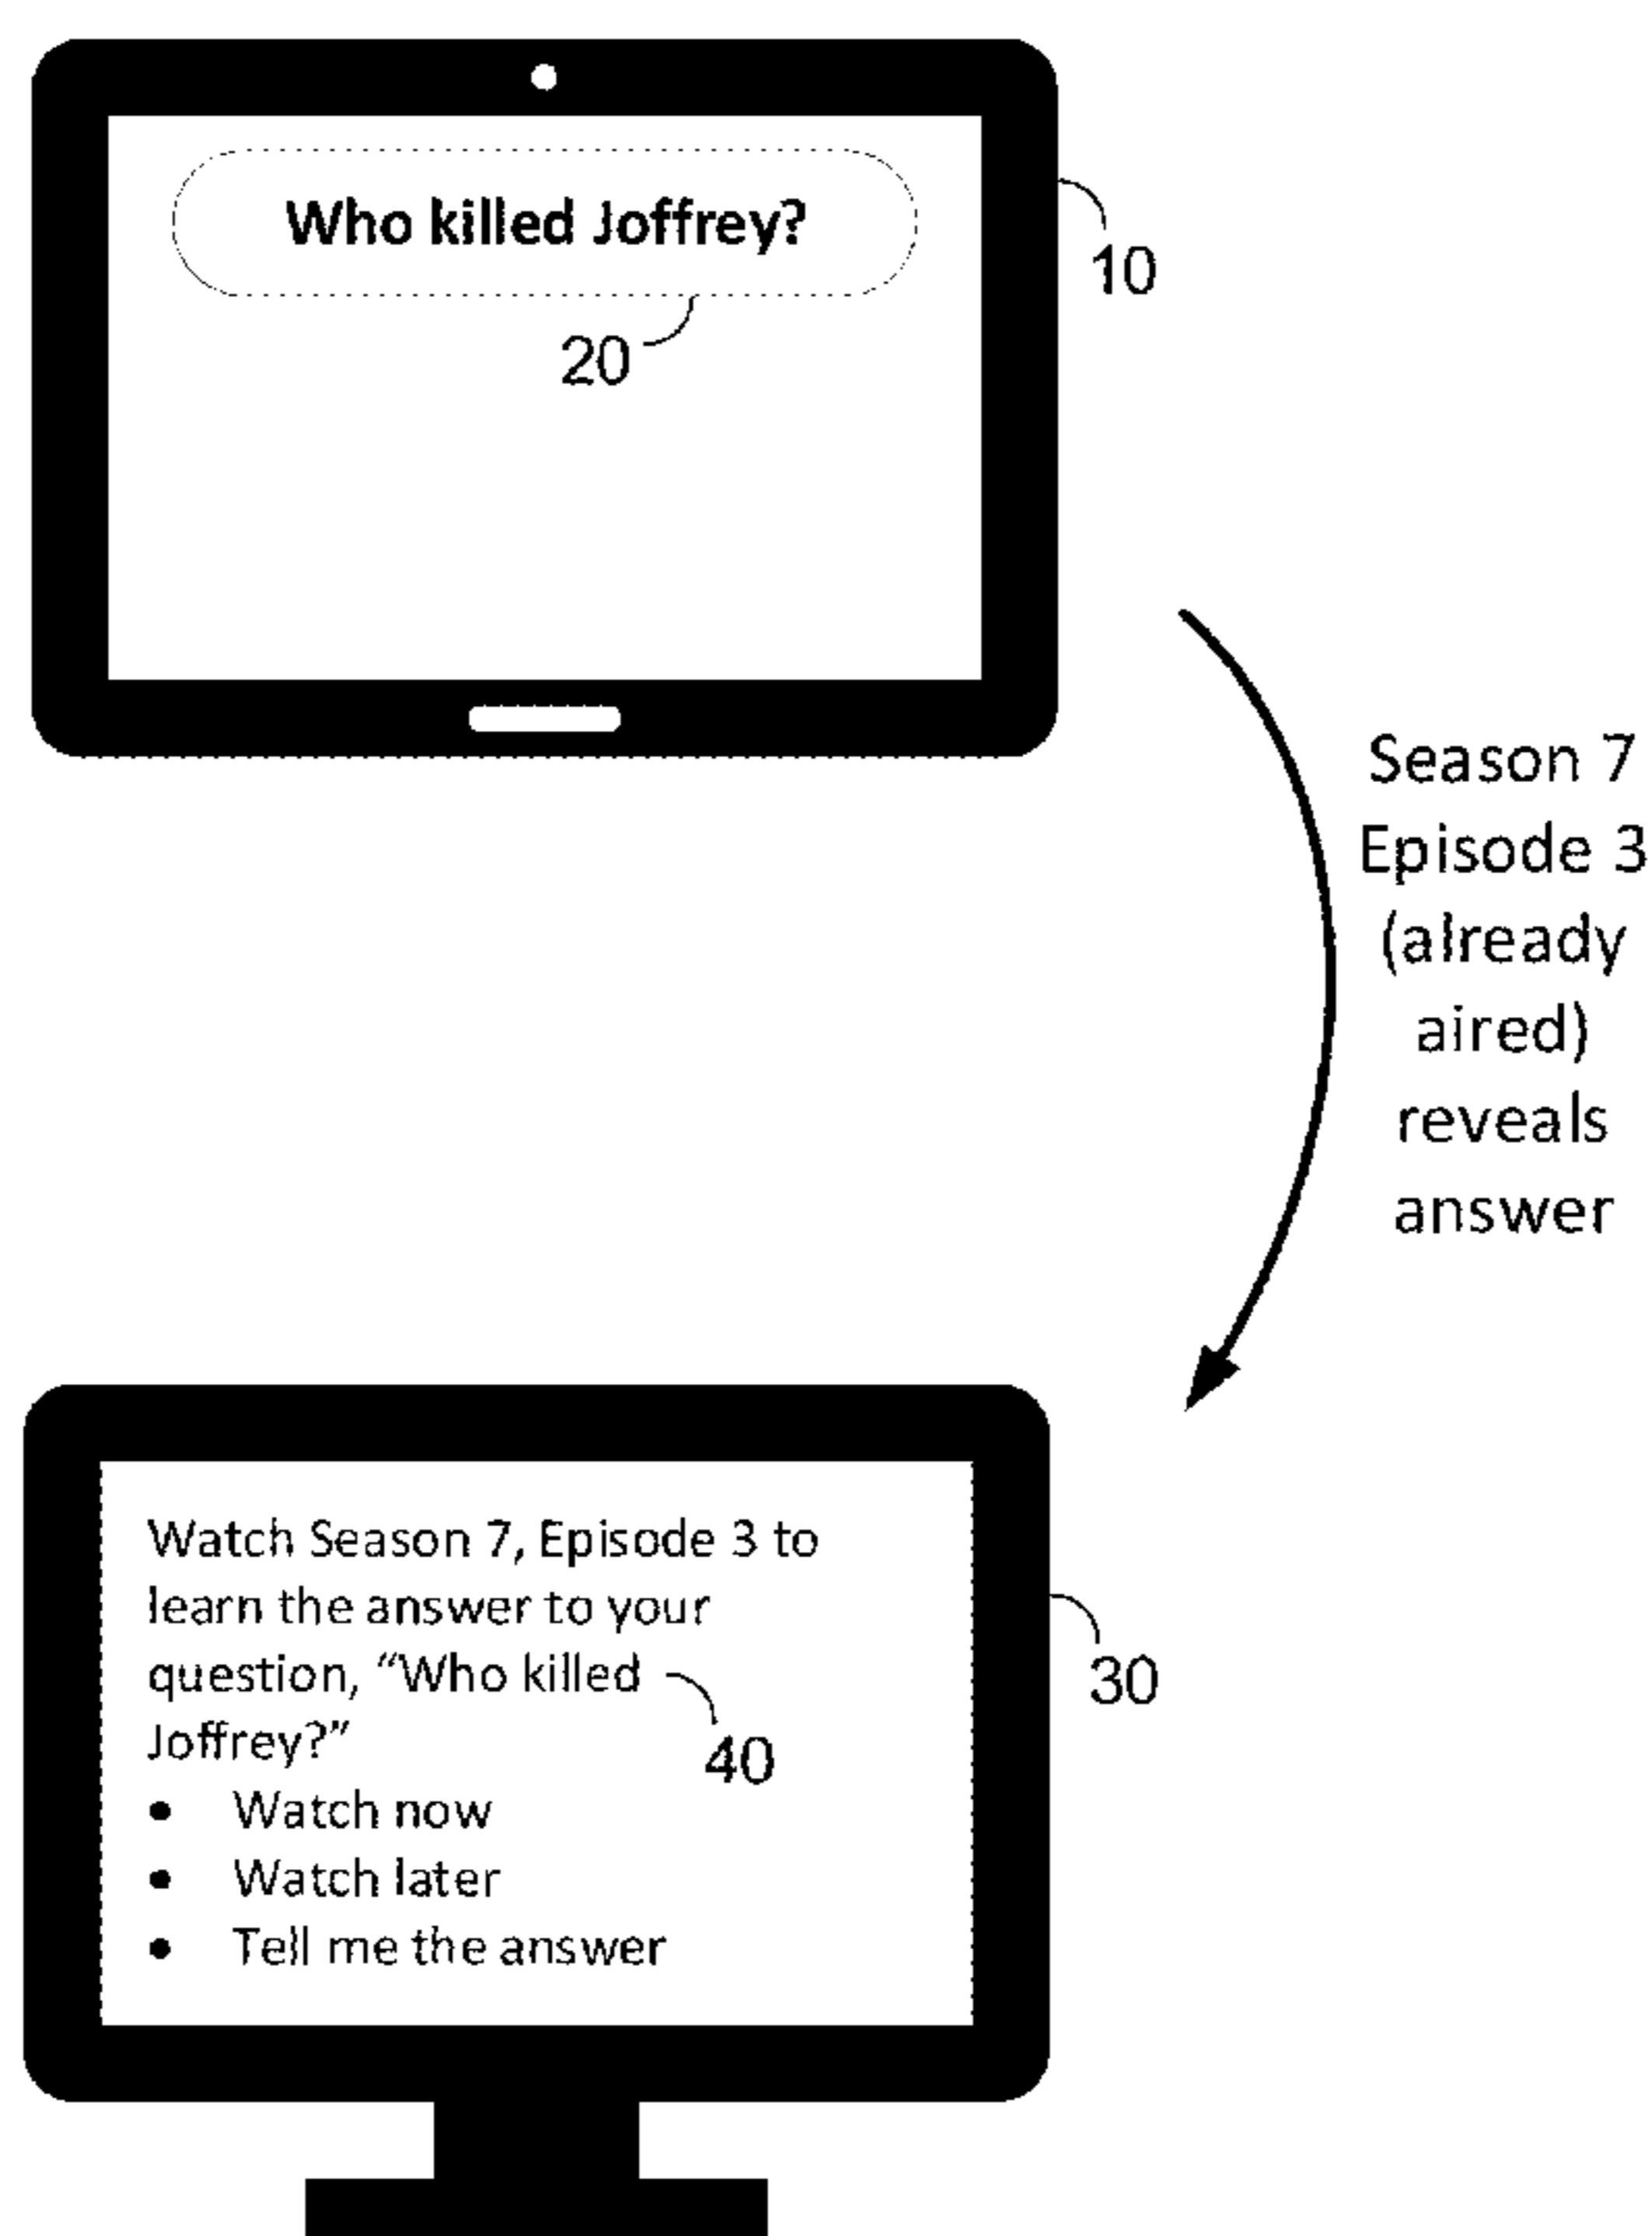 Who killed Joffrey?
10
20
Season 7
Episode 3
(already
aired)
reveals
answer
Watch Season 7, Episode 3 to
learn the answer to your
question, “Who killed
Joffrey?”
40
30
• Watch now
• Watch later
• Tell me the answer